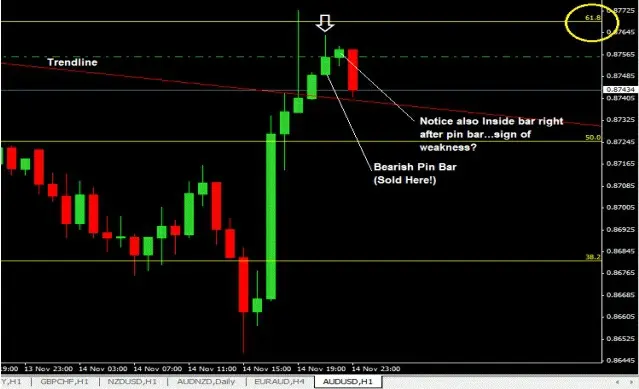 0.87725
61.8
0.87645
0.87565
Trendline
0.87485
0.87434
0.87405
Notice also Inside bar right
after pin bar...sign of
weakness?
0.87325
50.0
0.87245
Bearish Pin Bar
(Sold Here!)
0.87165
0.87085
0.87005
0.86925
0.86845
38.2
0.86765
0.86685
0.86605
0.86525
0.86445
19:00 13 Nov 23:00 14 Nov 03:00 14 Nov 07:00 14 Nov 11:00 14 Nov 15:00 14 Nov 19:00 14 Nov 23:00
Y,H1 GBPCHF,H1 NZDUSD,H1 AUDNZD,Daily EURAUD,H4 AUDUSD,H1